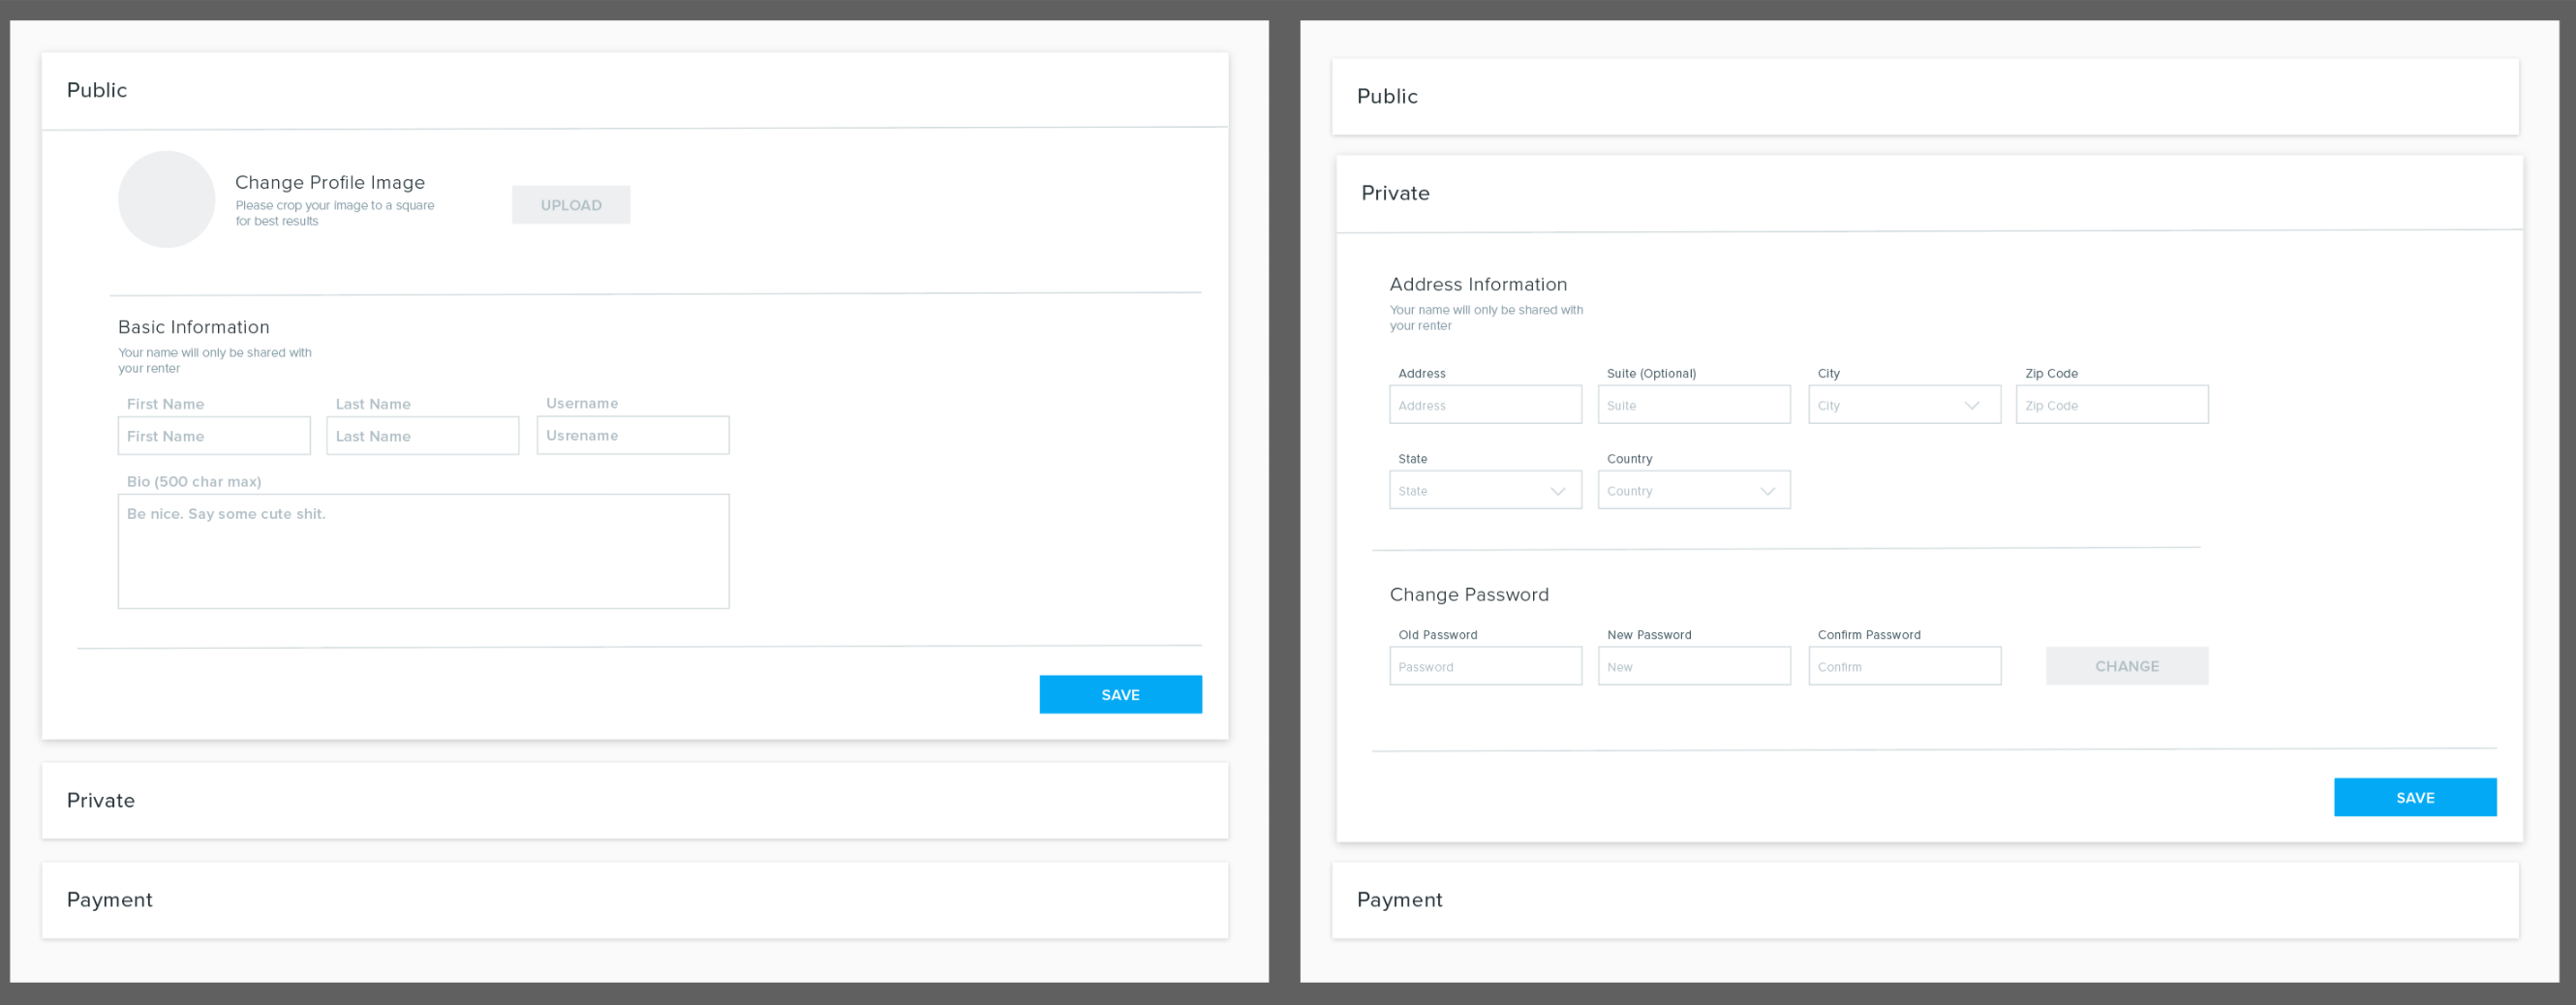 Public
Change Profile Image
Please crop your image to a square
for best results
UPLOAD
Basic Information
Your name will only be shared with
your renter
First Name Last Name Username
First Name Last Name Usrename
Bio (500 char max)
Be nice. Say some cute shit.
SAVE
Private
Payment
Public
Private
Address Information
Your name will only be shared with
your renter
Address Suite (Optional) City Zip Code
Address Suite City Zip Code
State Country
State Country
Change Password
Old Password New Password Confirm Password
Password New Confirm CHANGE
SAVE
Payment